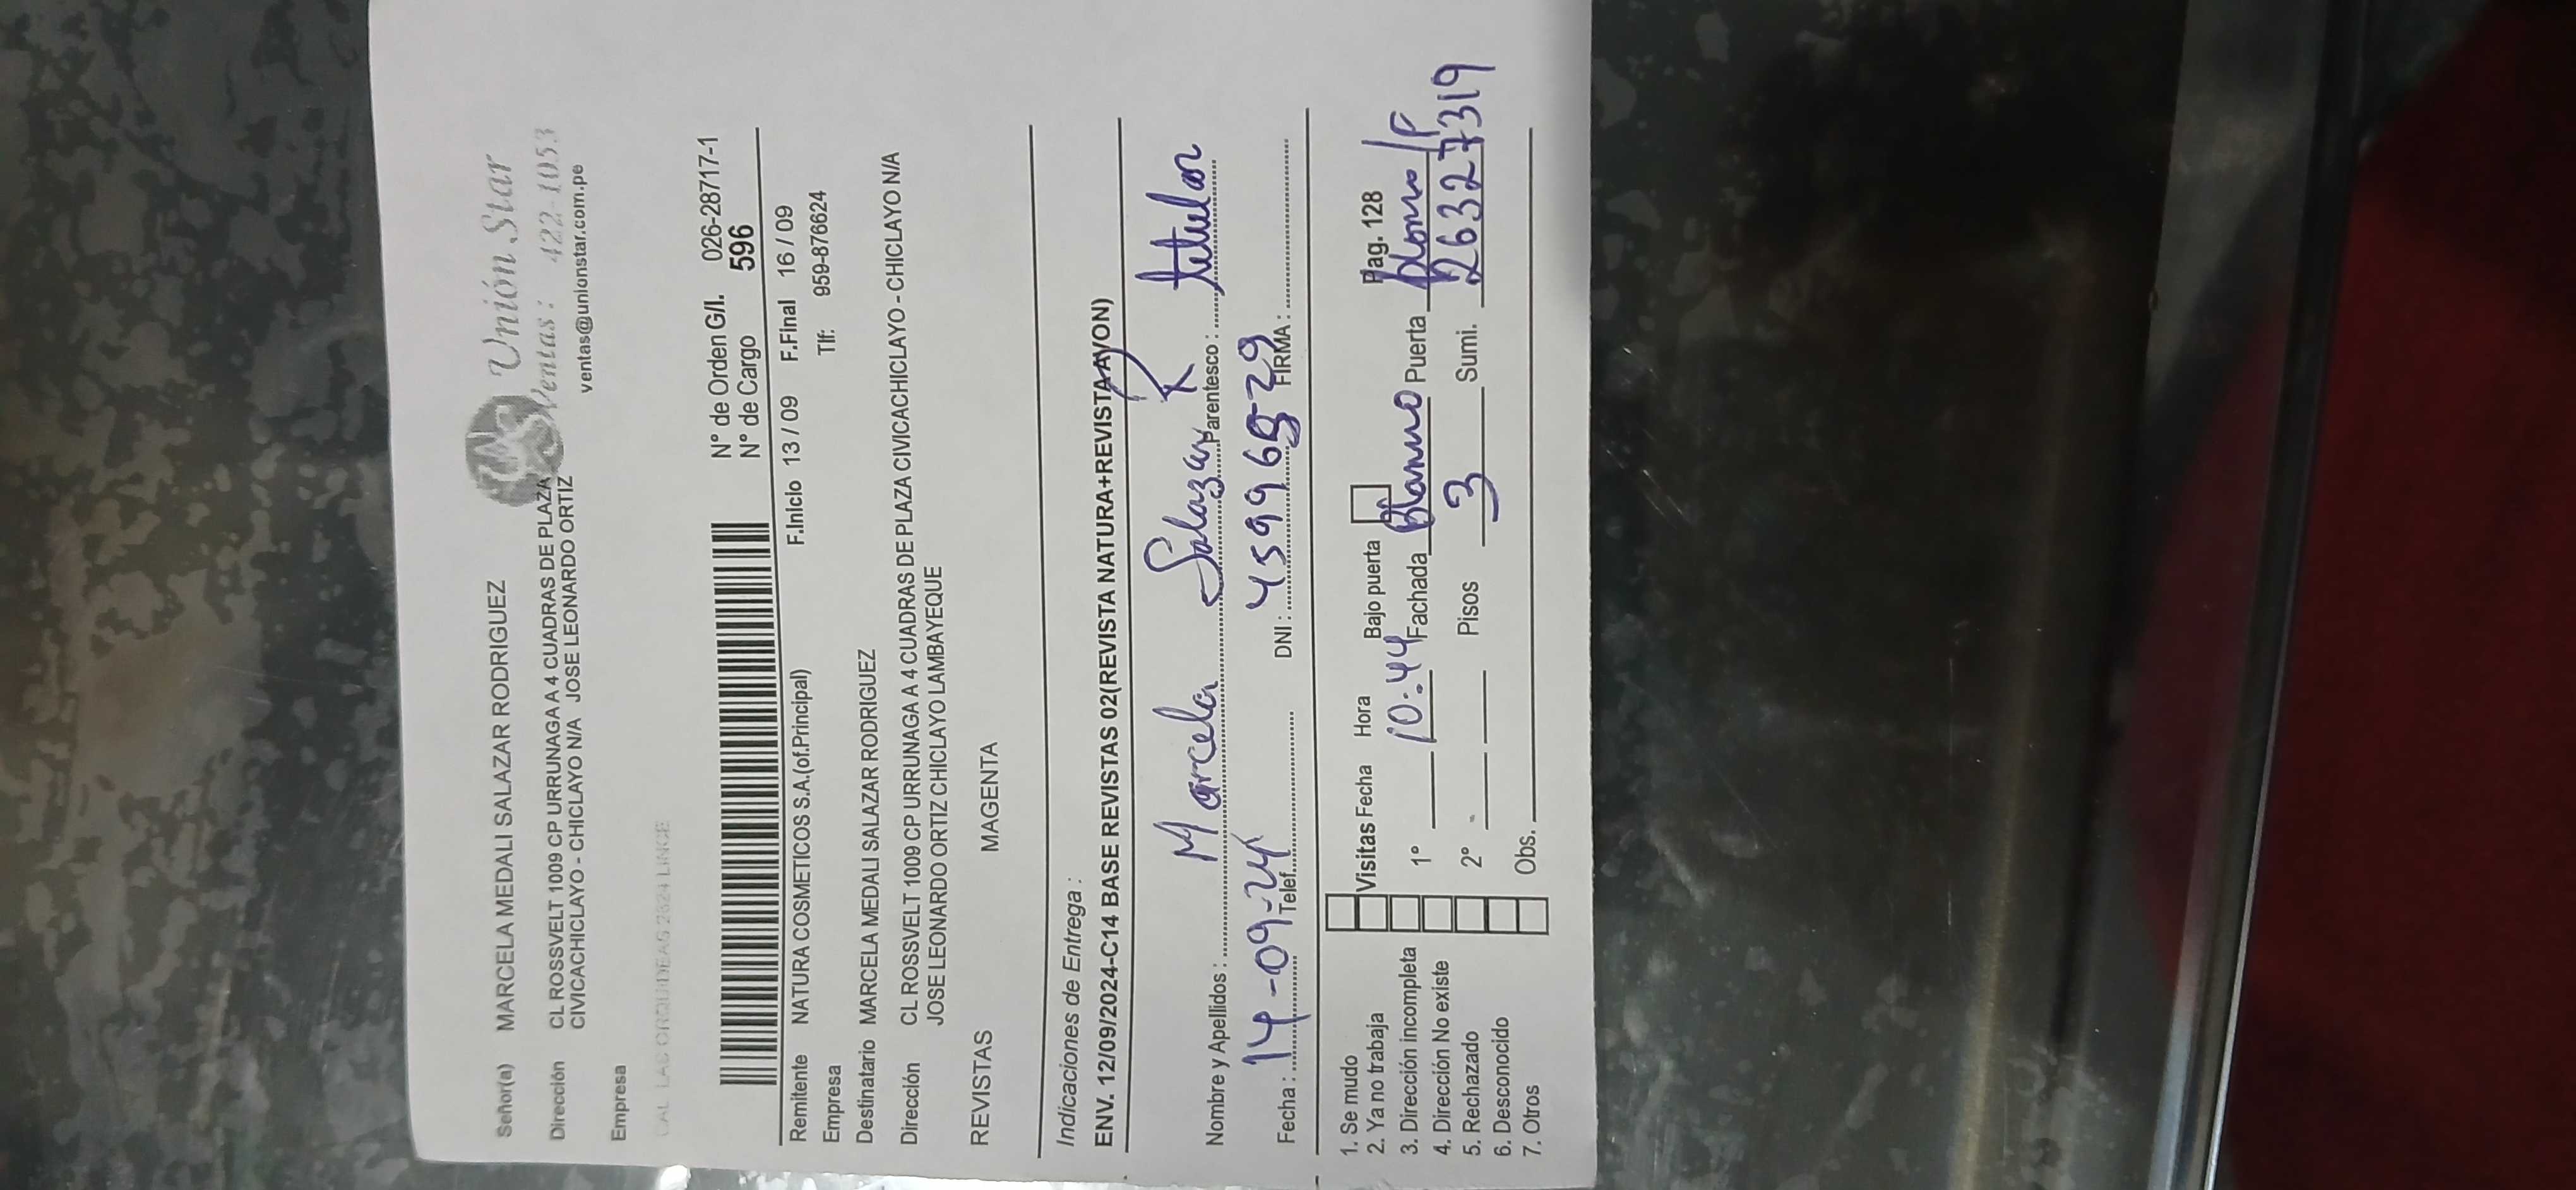 Unión Star
Ventas : 422-1053
ventas@unionstar.com.pe
Señor(a) MARCELA MEDALI SALAZAR RODRIGUEZ
Dirección CL ROSSVELT 1009 CP URRUNAGA A 4 CUADRAS DE PLAZA
CIVICACHICLAYO - CHICLAYO N/A JOSE LEONARDO ORTIZ
Empresa
CAL LAS ORQUIDEAS 2624 LINCE
N° de Orden G/I. 026-28717-1
N° de Cargo 596
Remitente NATURA COSMETICOS S.A.(of.Principal) F.Inicio 13 / 09 F.Final 16 / 09
Empresa Tlf: 959-876624
Destinatario MARCELA MEDALI SALAZAR RODRIGUEZ
Dirección CL ROSSVELT 1009 CP URRUNAGA A 4 CUADRAS DE PLAZA CIVICACHICLAYO - CHICLAYO N/A
JOSE LEONARDO ORTIZ CHICLAYO LAMBAYEQUE
REVISTAS MAGENTA
Indicaciones de Entrega :
ENV. 12/09/2024-C14 BASE REVISTAS 02(REVISTA NATURA+REVISTA AVON)
Nombre y Apellidos : Marcela Salazar R Parentesco : titular
Fecha : 14-09-24 Telef. DNI : FIRMA :
1. Se mudo
2. Ya no trabaja
3. Dirección incompleta
4. Dirección No existe
5. Rechazado
6. Desconocido
7. Otros
Visitas Fecha Hora Bajo puerta Pag. 128
1° 10:44 Fachada Blanco Puerta plomo/F
2° Pisos 3 Sumi. 26327319
Obs.